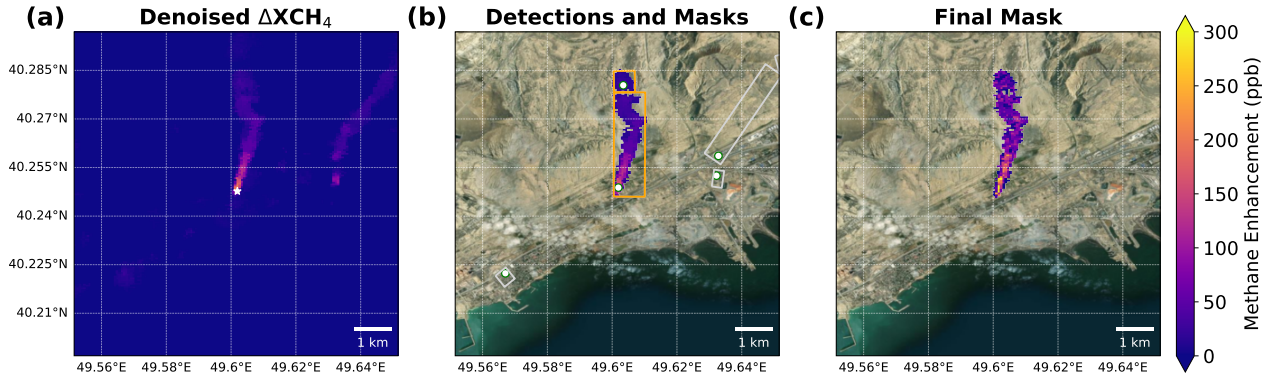 (a) Denoised ΔXCH₄
(b) Detections and Masks
(c) Final Mask
40.285°N
40.27°N
40.255°N
40.24°N
40.225°N
40.21°N
1 km
1 km
1 km
49.56°E 49.58°E 49.6°E 49.62°E 49.64°E
49.56°E 49.58°E 49.6°E 49.62°E 49.64°E
49.56°E 49.58°E 49.6°E 49.62°E 49.64°E
300
250
200
150
100
50
0
Methane Enhancement (ppb)